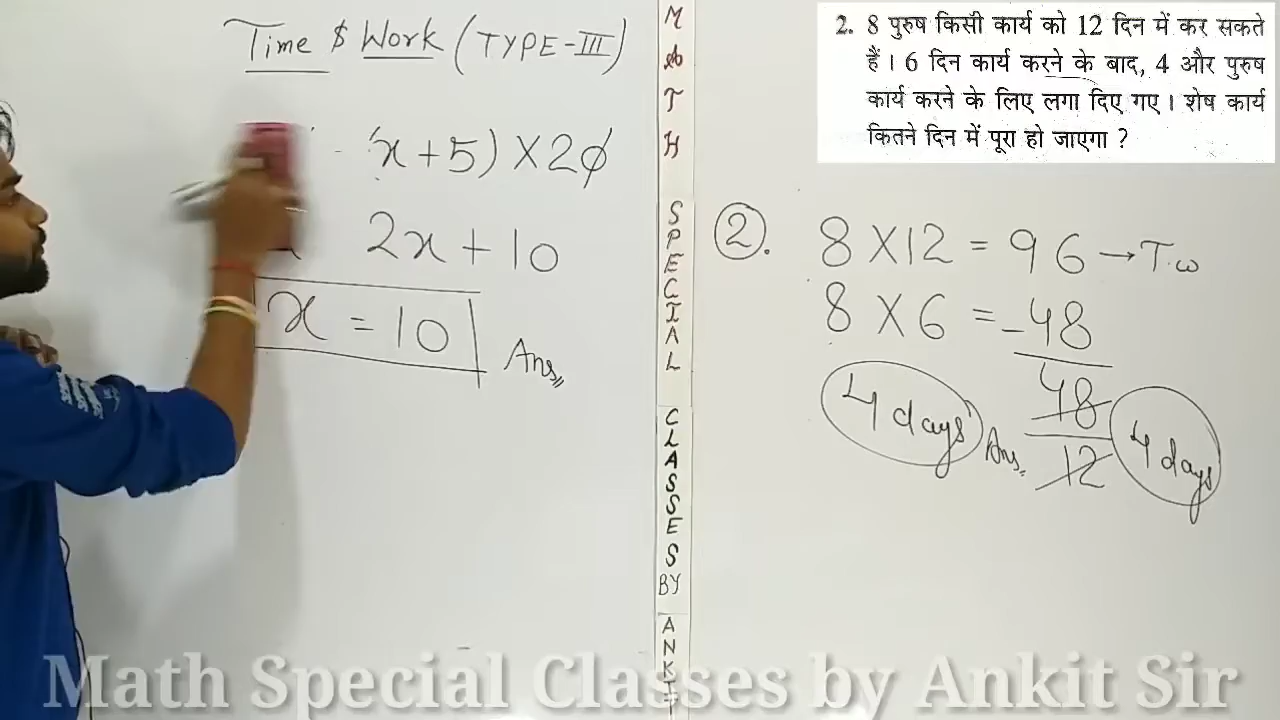 Time $ Work (TYPE-III)
x + 5) X 20
2x + 10
x = 10
Ans
MATH SPECIAL CLASSES BY ANKIT
2. 8 पुरुष किसी कार्य को 12 दिन में कर सकते
हैं। 6 दिन कार्य करने के बाद, 4 और पुरुष
कार्य करने के लिए लगा दिए गए। शेष कार्य
कितने दिन में पूरा हो जाएगा ?
2. 8 X 12 = 96 → T.w
8 X 6 = -48
48
12
4 days
4 days Ans.
Math Special Classes by Ankit Sir